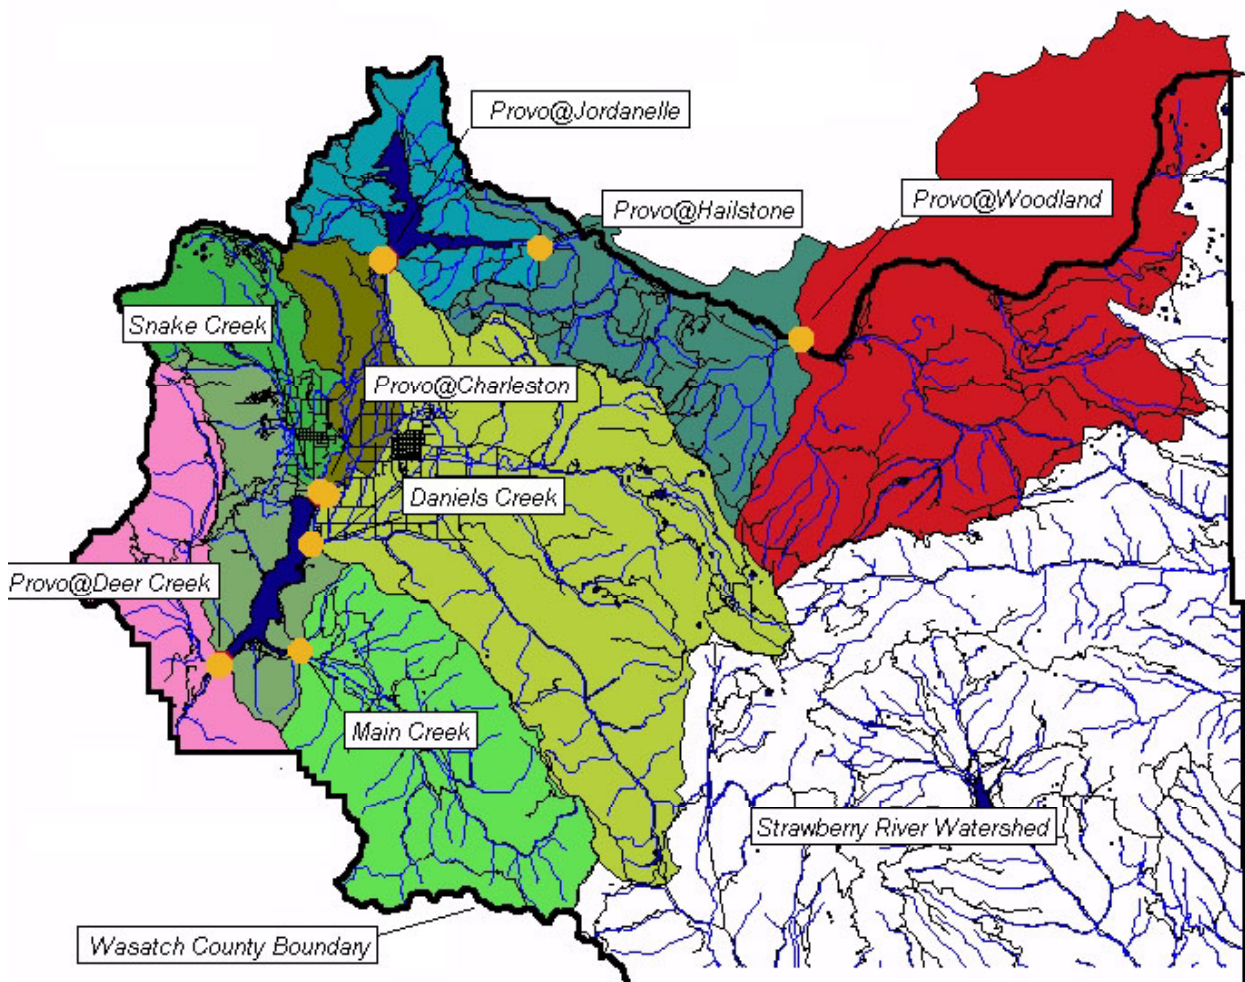 Provo@Jordanelle
Provo@Woodland
Provo@Hailstone
Snake Creek
Provo@Charleston
Daniels Creek
Provo@Deer Creek
Main Creek
Strawberry River Watershed
Wasatch County Boundary